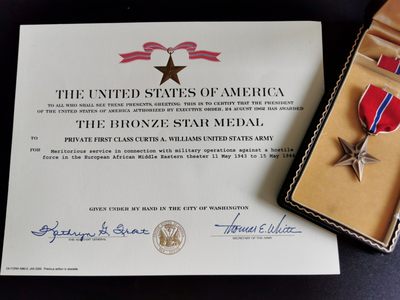 THE UNITED STATES OF AMERICA
TO ALL WHO SHALL SEE THESE PRESENTS, GREETING: THIS IS TO CERTIFY THAT THE PRESIDENT
OF THE UNITED STATES OF AMERICA AUTHORIZED BY EXECUTIVE ORDER, 24 AUGUST 1962 HAS AWARDED
THE BRONZE STAR MEDAL
TO PRIVATE FIRST CLASS CURTIS A. WILLIAMS UNITED STATES ARMY
FOR Meritorious service in connection with military operations against a hostile
force in the European African Middle Eastern theater 11 May 1943 to 15 May 1944
GIVEN UNDER MY HAND IN THE CITY OF WASHINGTON
Thomas E. White
THE ADJUTANT GENERAL
SECRETARY OF THE ARMY